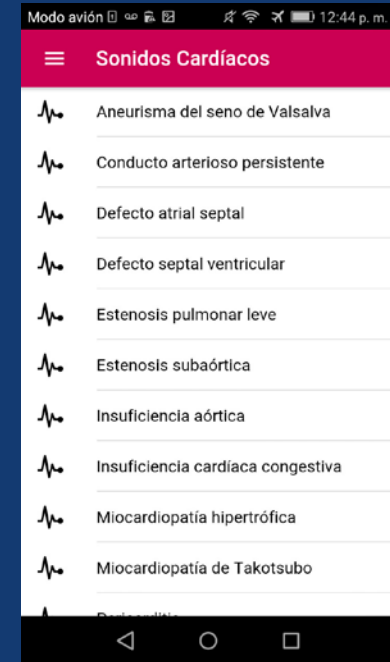 Modo avión 12:44 p. m.
Sonidos Cardíacos
Aneurisma del seno de Valsalva
Conducto arterioso persistente
Defecto atrial septal
Defecto septal ventricular
Estenosis pulmonar leve
Estenosis subaórtica
Insuficiencia aórtica
Insuficiencia cardíaca congestiva
Miocardiopatía hipertrófica
Miocardiopatía de Takotsubo